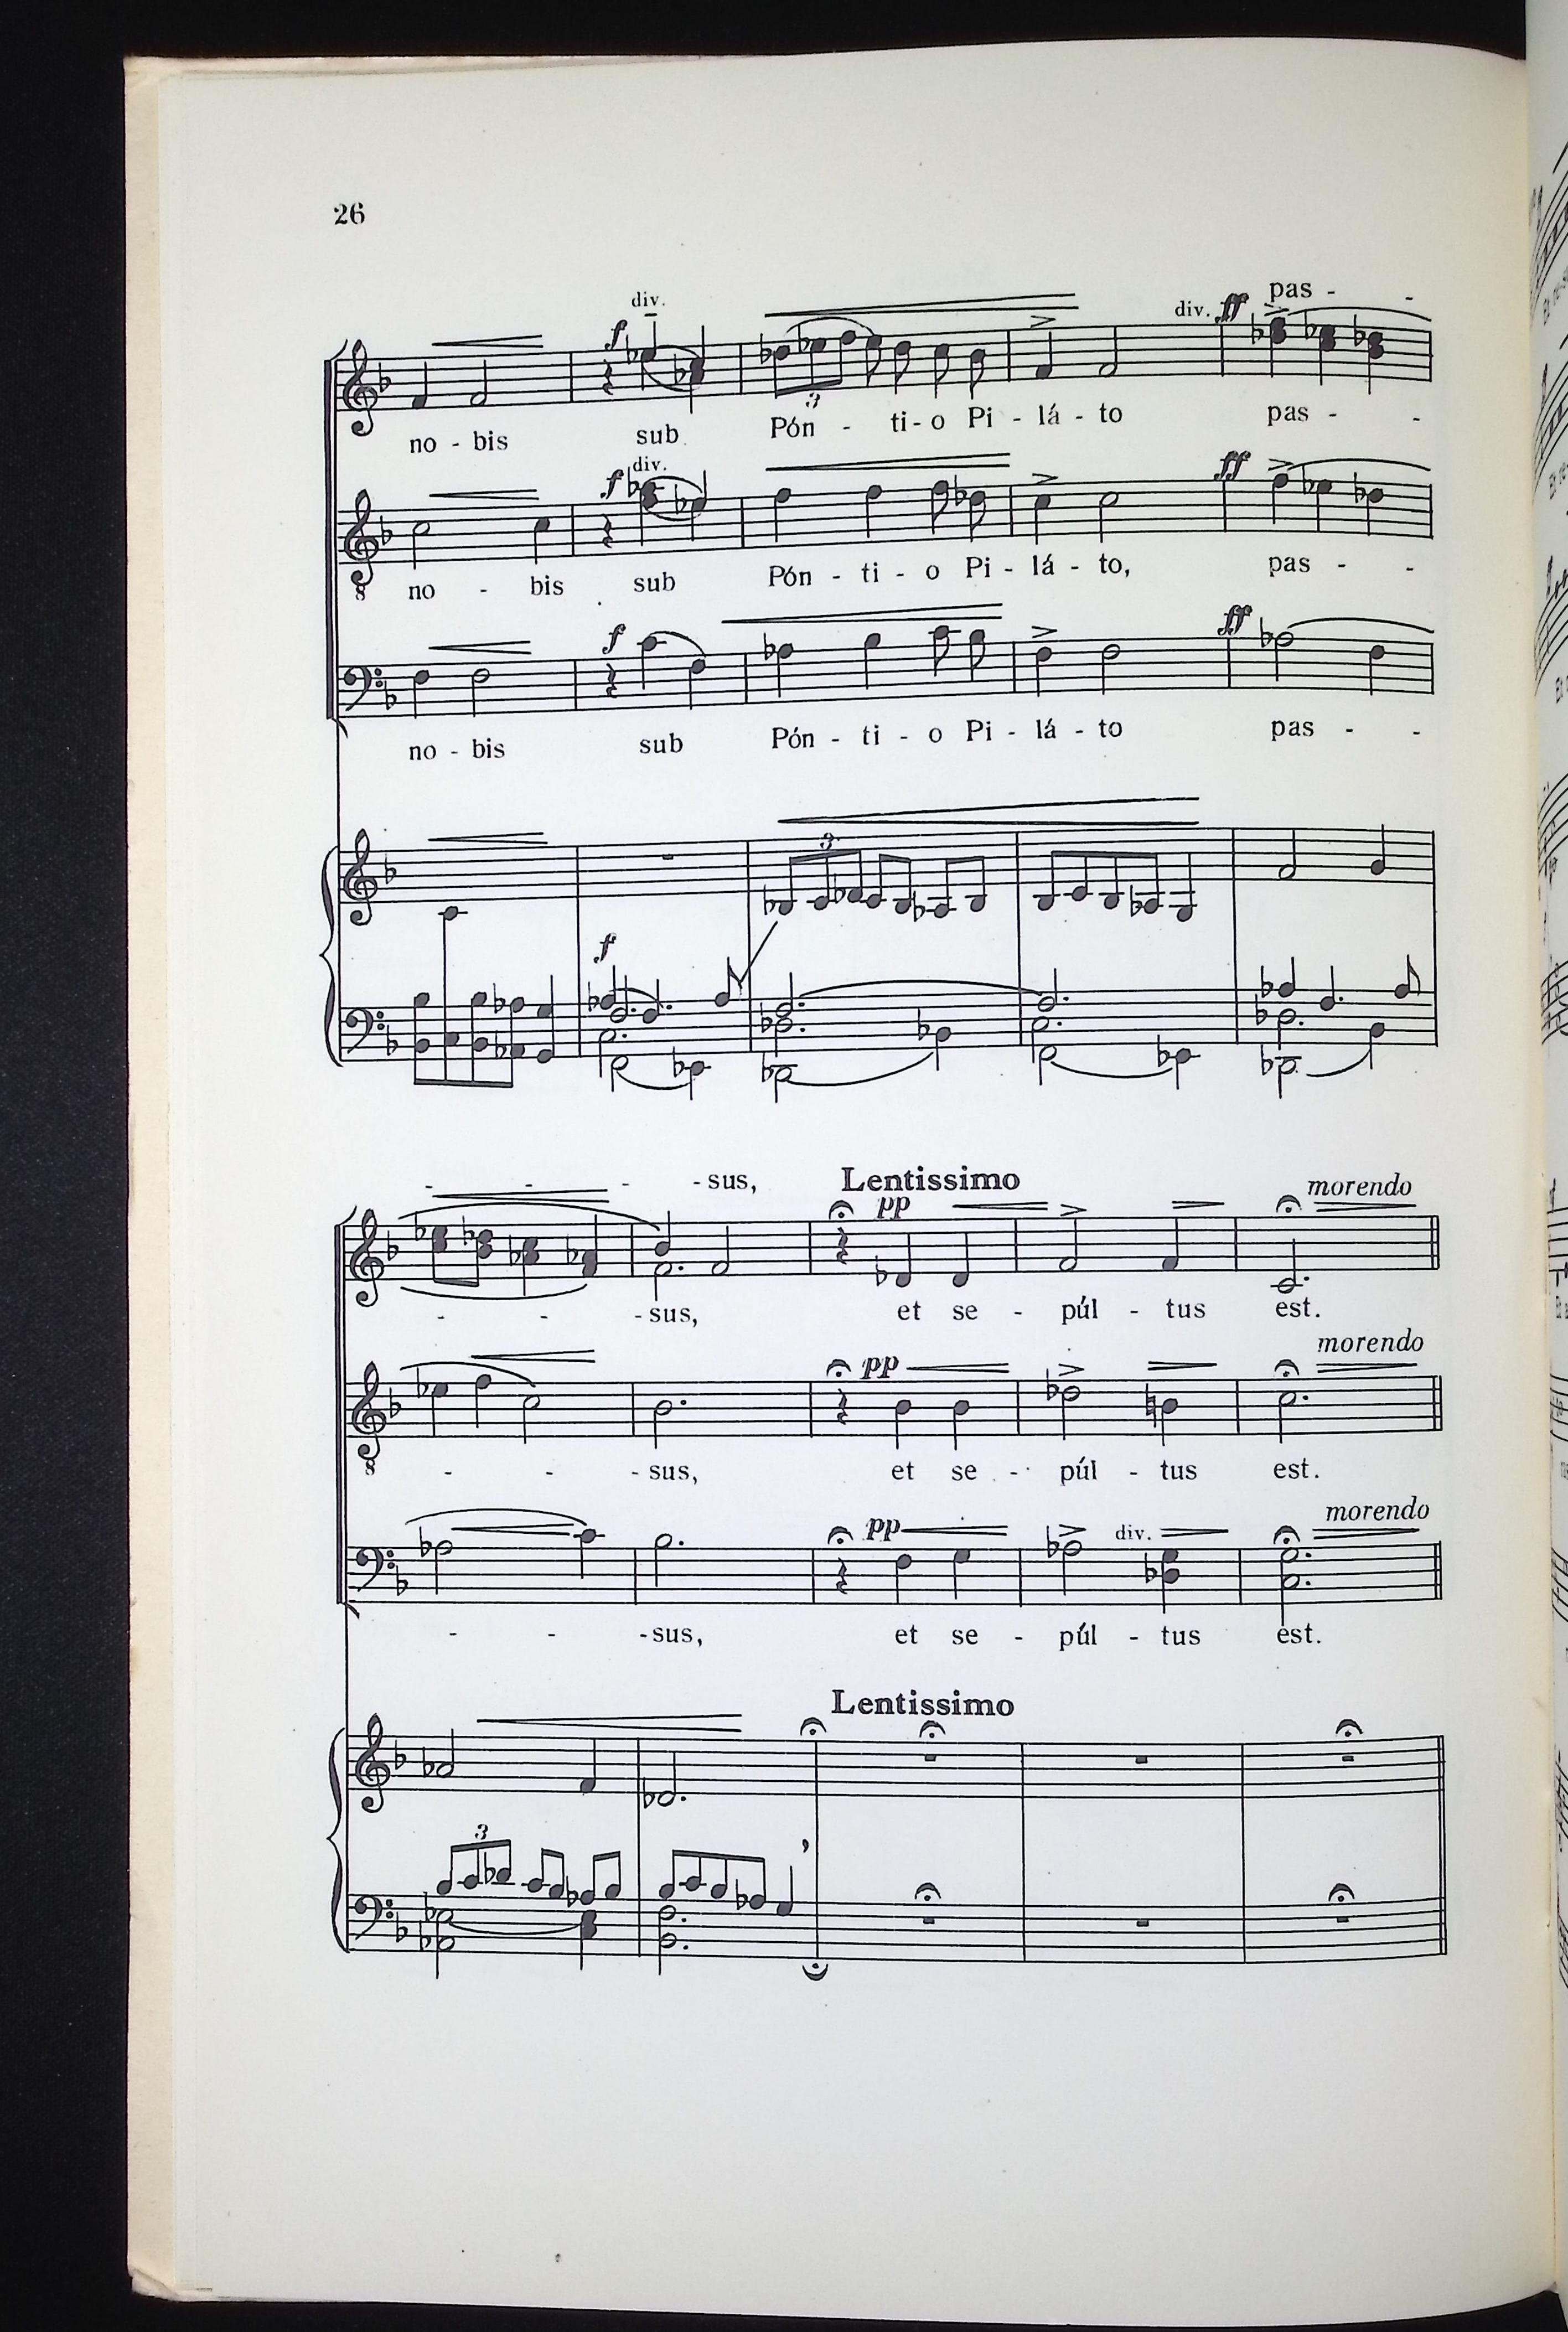 26
div.
div. ff pas - -
f
3
no - bis sub Pón - ti - o Pi - lá - to pas - -
div.
f ff
8
no - bis sub Pón - ti - o Pi - lá - to, pas - -
f ff
no - bis sub Pón - ti - o Pi - lá - to pas - -
3
f
- - - - sus, Lentissimo
pp morendo
- - - sus, et se - púl - tus est.
morendo
pp
8
- - - sus, et se - púl - tus est.
morendo
pp div.
- - - sus, et se - púl - tus est.
Lentissimo
3